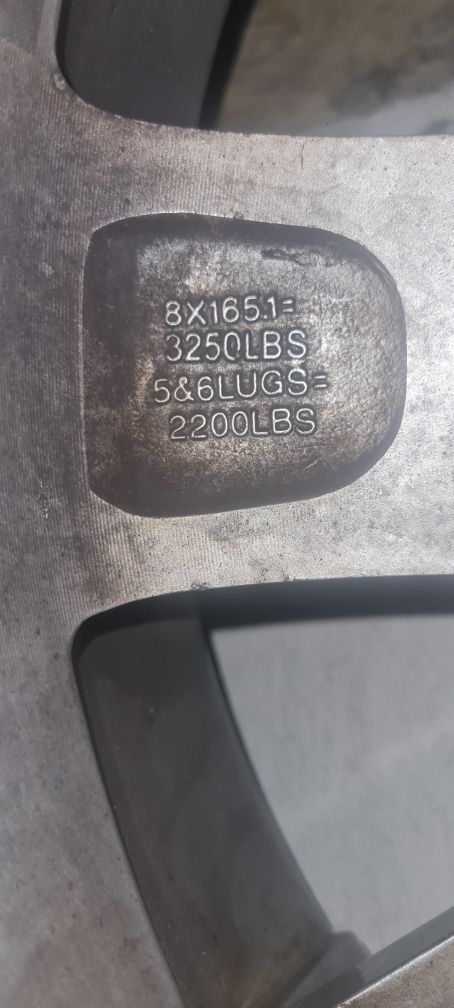 8X165.1=
3250LBS
5&6LUGS=
2200LBS